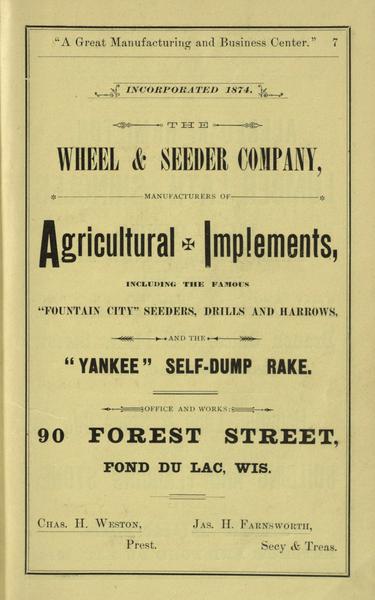 "A Great Manufacturing and Business Center." 7
INCORPORATED 1874.
THE
WHEEL & SEEDER COMPANY,
MANUFACTURERS OF
Agricultural ✠ Implements,
INCLUDING THE FAMOUS
"FOUNTAIN CITY" SEEDERS, DRILLS AND HARROWS,
AND THE
"YANKEE" SELF-DUMP RAKE.
OFFICE AND WORKS:
90 FOREST STREET,
FOND DU LAC, WIS.
CHAS. H. WESTON, JAS. H. FARNSWORTH,
Prest. Secy & Treas.